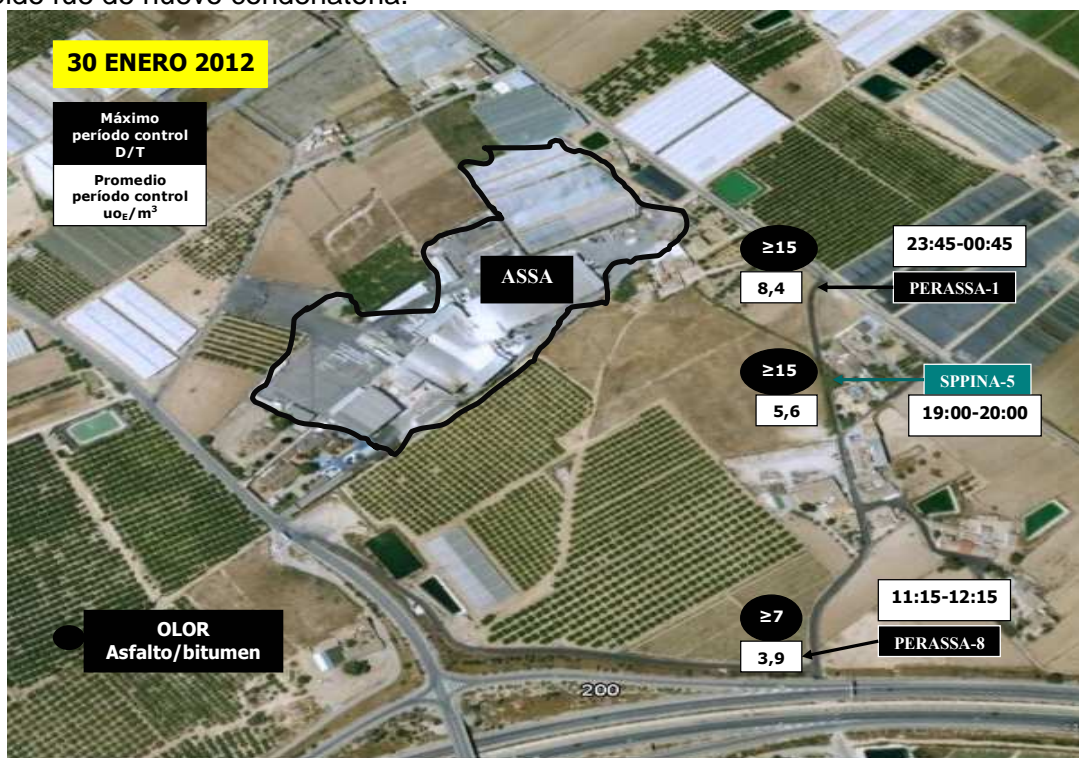 30 ENERO 2012
Máximo
período control
D/T
Promedio
período control
uo_E/m³
ASSA
≥15
8,4
23:45-00:45
PERASSA-1
≥15
5,6
SPPINA-5
19:00-20:00
≥7
3,9
11:15-12:15
PERASSA-8
OLOR
Asfalto/bitumen
200